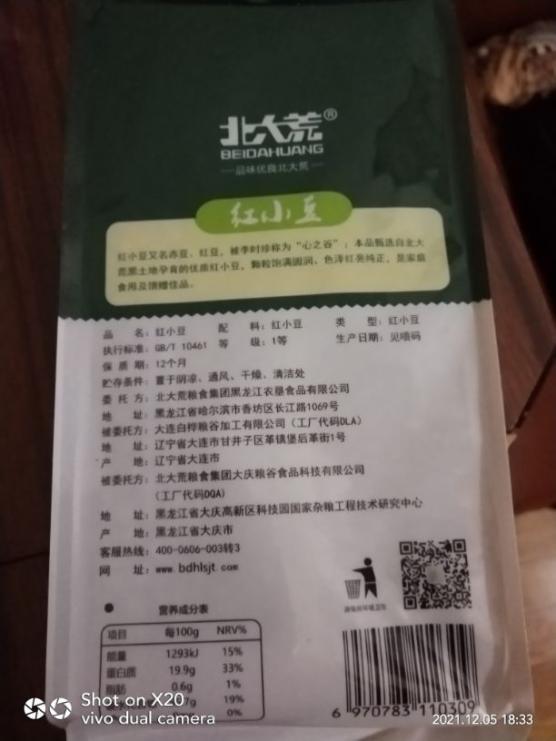 北大荒®
BEIDAHUANG
品味优良北大荒
红小豆
红小豆又名赤豆、红豆，被李时珍称为“心之谷”；本品甄选自北大
荒黑土地孕育的优质红小豆，颗粒饱满圆润、色泽红亮纯正，是家庭
食用及馈赠佳品。
品 名：红小豆 配 料：红小豆 类 型：红小豆
执行标准：GB/T 10461 等 级：1等 生产日期：见喷码
保 质 期：12个月
贮存条件：置于阴凉、通风、干燥、清洁处
委 托 方：北大荒粮食集团黑龙江农垦食品有限公司
地 址：黑龙江省哈尔滨市香坊区长江路1069号
被委托方：大连自桦粮谷加工有限公司（工厂代码DLA）
地 址：辽宁省大连市甘井子区革镇堡后革街1号
产 地：辽宁省大连市
被委托方：北大荒粮食集团大庆粮谷食品科技有限公司
（工厂代码DQA）
地 址：黑龙江省大庆高新区科技园国家杂粮工程技术研究中心
产 地：黑龙江省大庆市
客服热线：400-0606-003转3
网 址：www.bdhlsjt.com
营养成分表
项目 每100g NRV%
能量 1293kJ 15%
蛋白质 19.9g 33%
脂肪 0.6g 1%
19%
0%
6 970783 110309
Shot on X20
vivo dual camera
2021.12.05 18:33